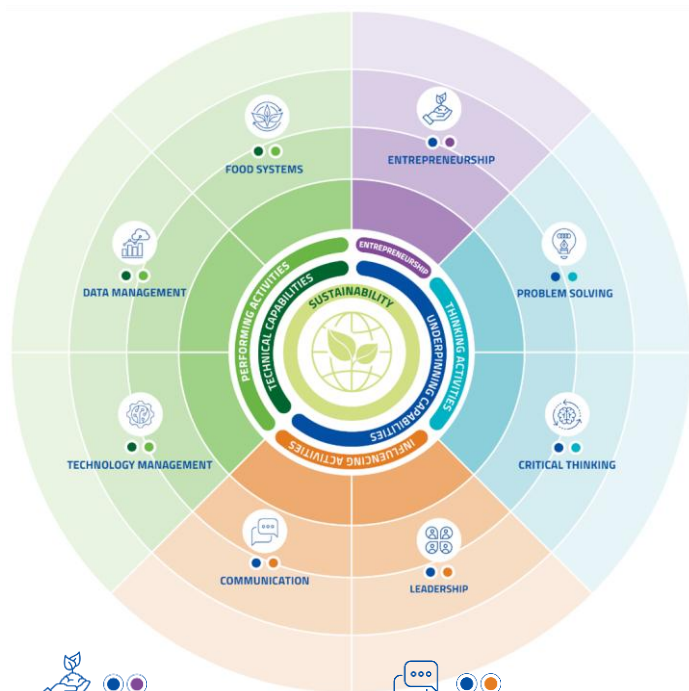 FOOD SYSTEMS
ENTREPRENEURSHIP
DATA MANAGEMENT
PROBLEM SOLVING
TECHNOLOGY MANAGEMENT
CRITICAL THINKING
COMMUNICATION
LEADERSHIP
PERFORMING ACTIVITIES
ENTREPRENEURSHIP
THINKING ACTIVITIES
INFLUENCING ACTIVITIES
TECHNICAL CAPABILITIES
UNDERPINNING CAPABILITIES
SUSTAINABILITY